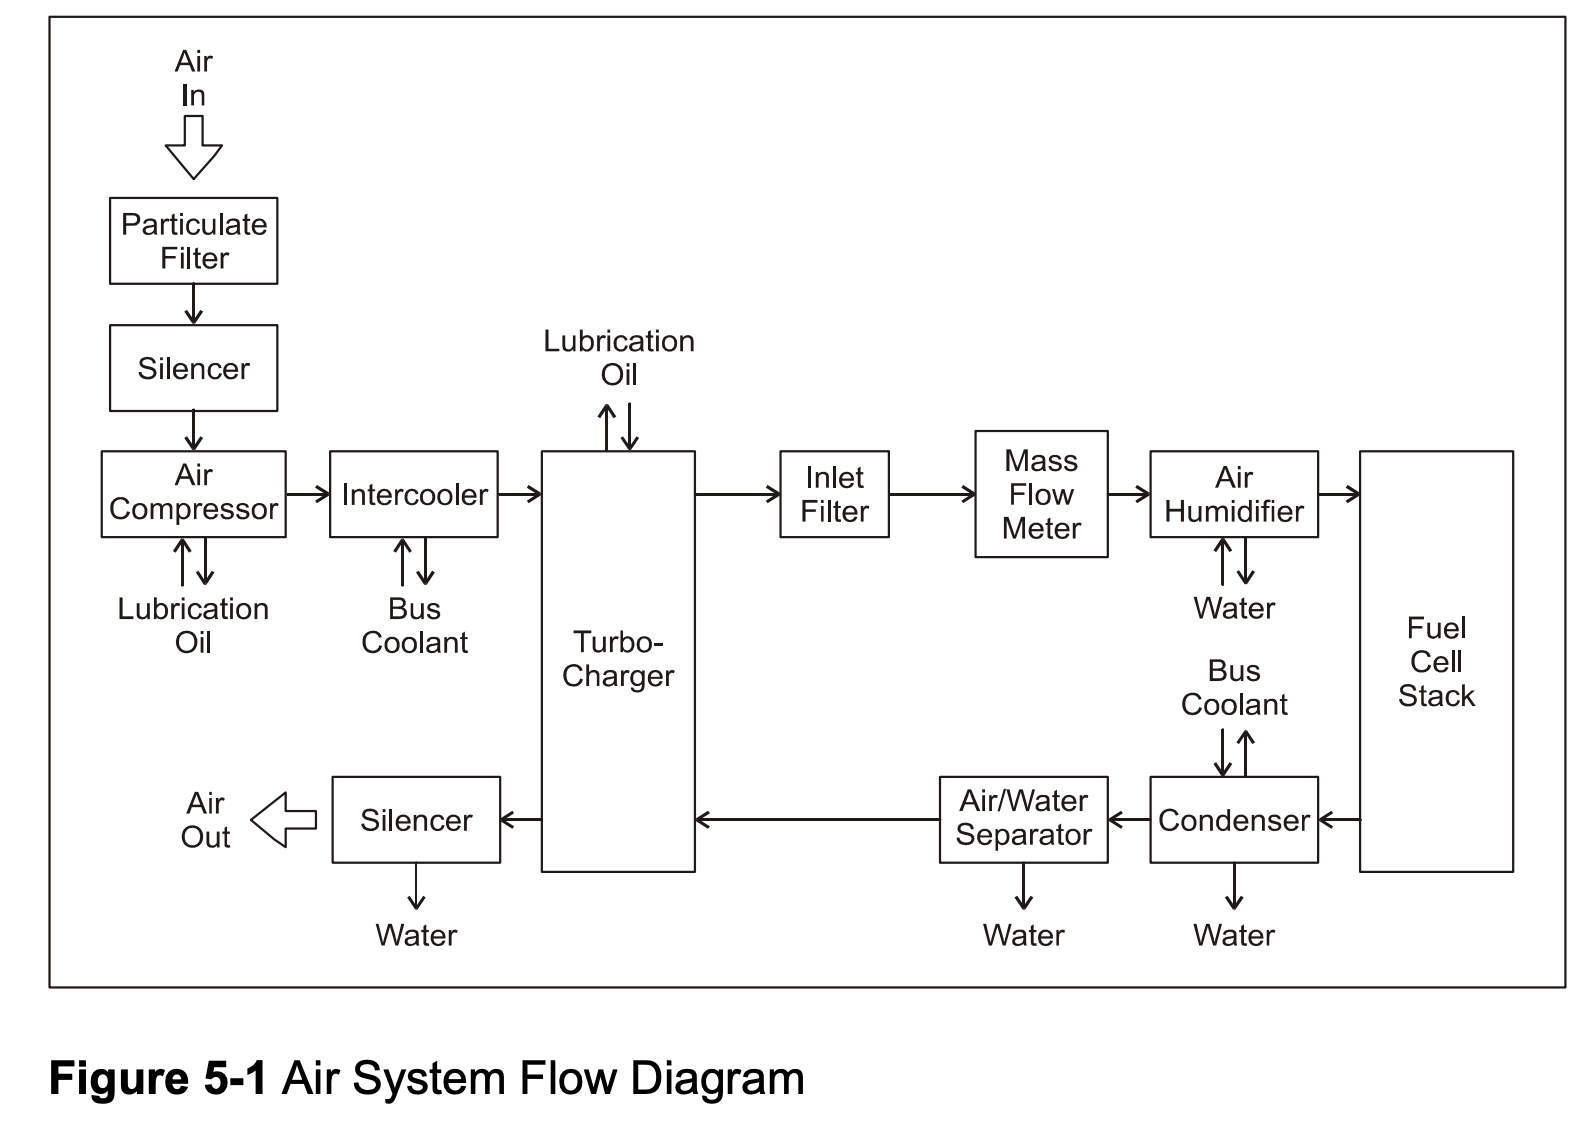 Air
In
Particulate
Filter
Silencer
Lubrication
Oil
Air
Compressor
Intercooler
Inlet
Filter
Mass
Flow
Meter
Air
Humidifier
Lubrication
Oil
Bus
Coolant
Turbo-
Charger
Water
Fuel
Cell
Stack
Bus
Coolant
Air
Out
Silencer
Air/Water
Separator
Condenser
Water
Water
Water
Figure 5-1 Air System Flow Diagram